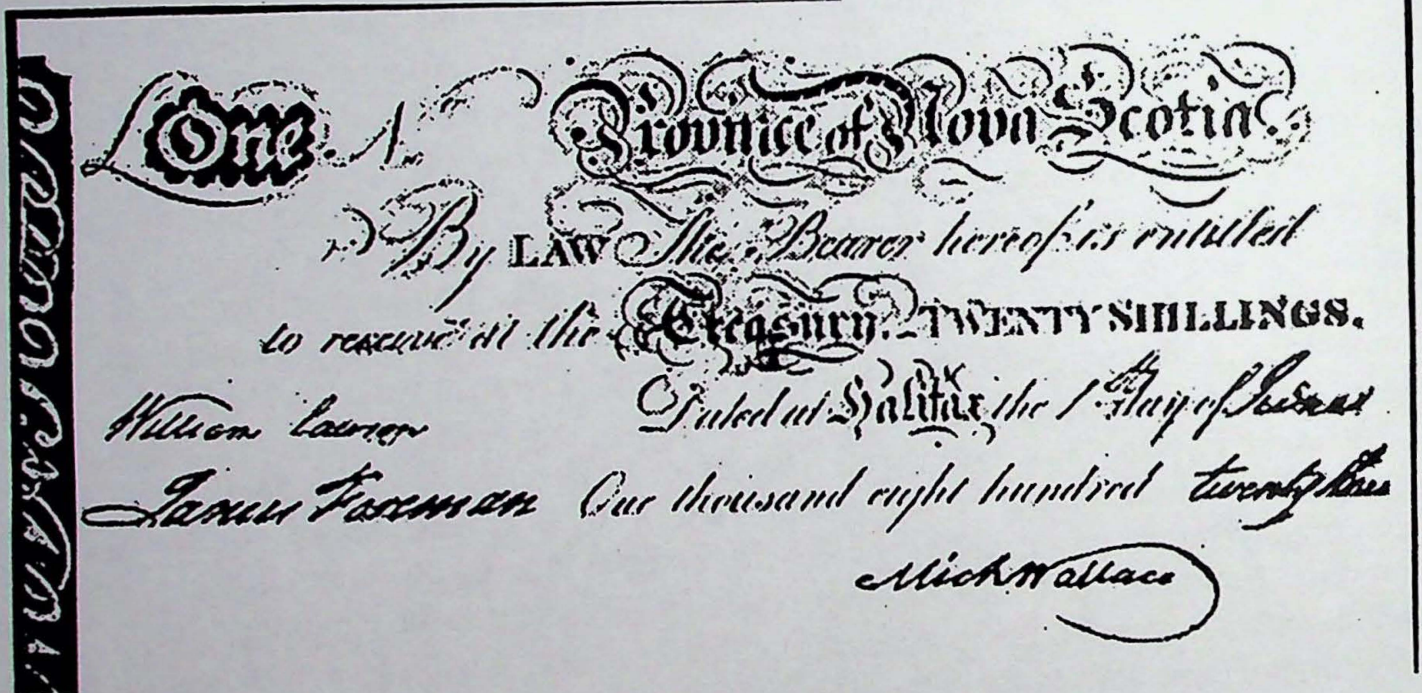 £One N. Province of Nova Scotia.
By LAW The Bearer hereof is entitled
to receive at the Treasury. TWENTY SHILLINGS.
Dated at Halifax the 1st day of
William Lawson
James Foreman One thousand eight hundred twenty three
Mich Wallace